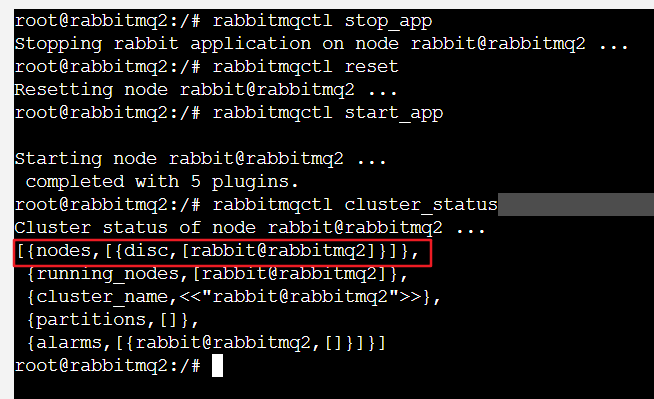 root@rabbitmq2:/# rabbitmqctl stop_app
Stopping rabbit application on node rabbit@rabbitmq2 ...
root@rabbitmq2:/# rabbitmqctl reset
Resetting node rabbit@rabbitmq2 ...
root@rabbitmq2:/# rabbitmqctl start_app

Starting node rabbit@rabbitmq2 ...
 completed with 5 plugins.
root@rabbitmq2:/# rabbitmqctl cluster_status
Cluster status of node rabbit@rabbitmq2 ...
[{nodes,[{disc,[rabbit@rabbitmq2]}]},
 {running_nodes,[rabbit@rabbitmq2]},
 {cluster_name,<<"rabbit@rabbitmq2">>},
 {partitions,[]},
 {alarms,[{rabbit@rabbitmq2,[]}]}]
root@rabbitmq2:/#